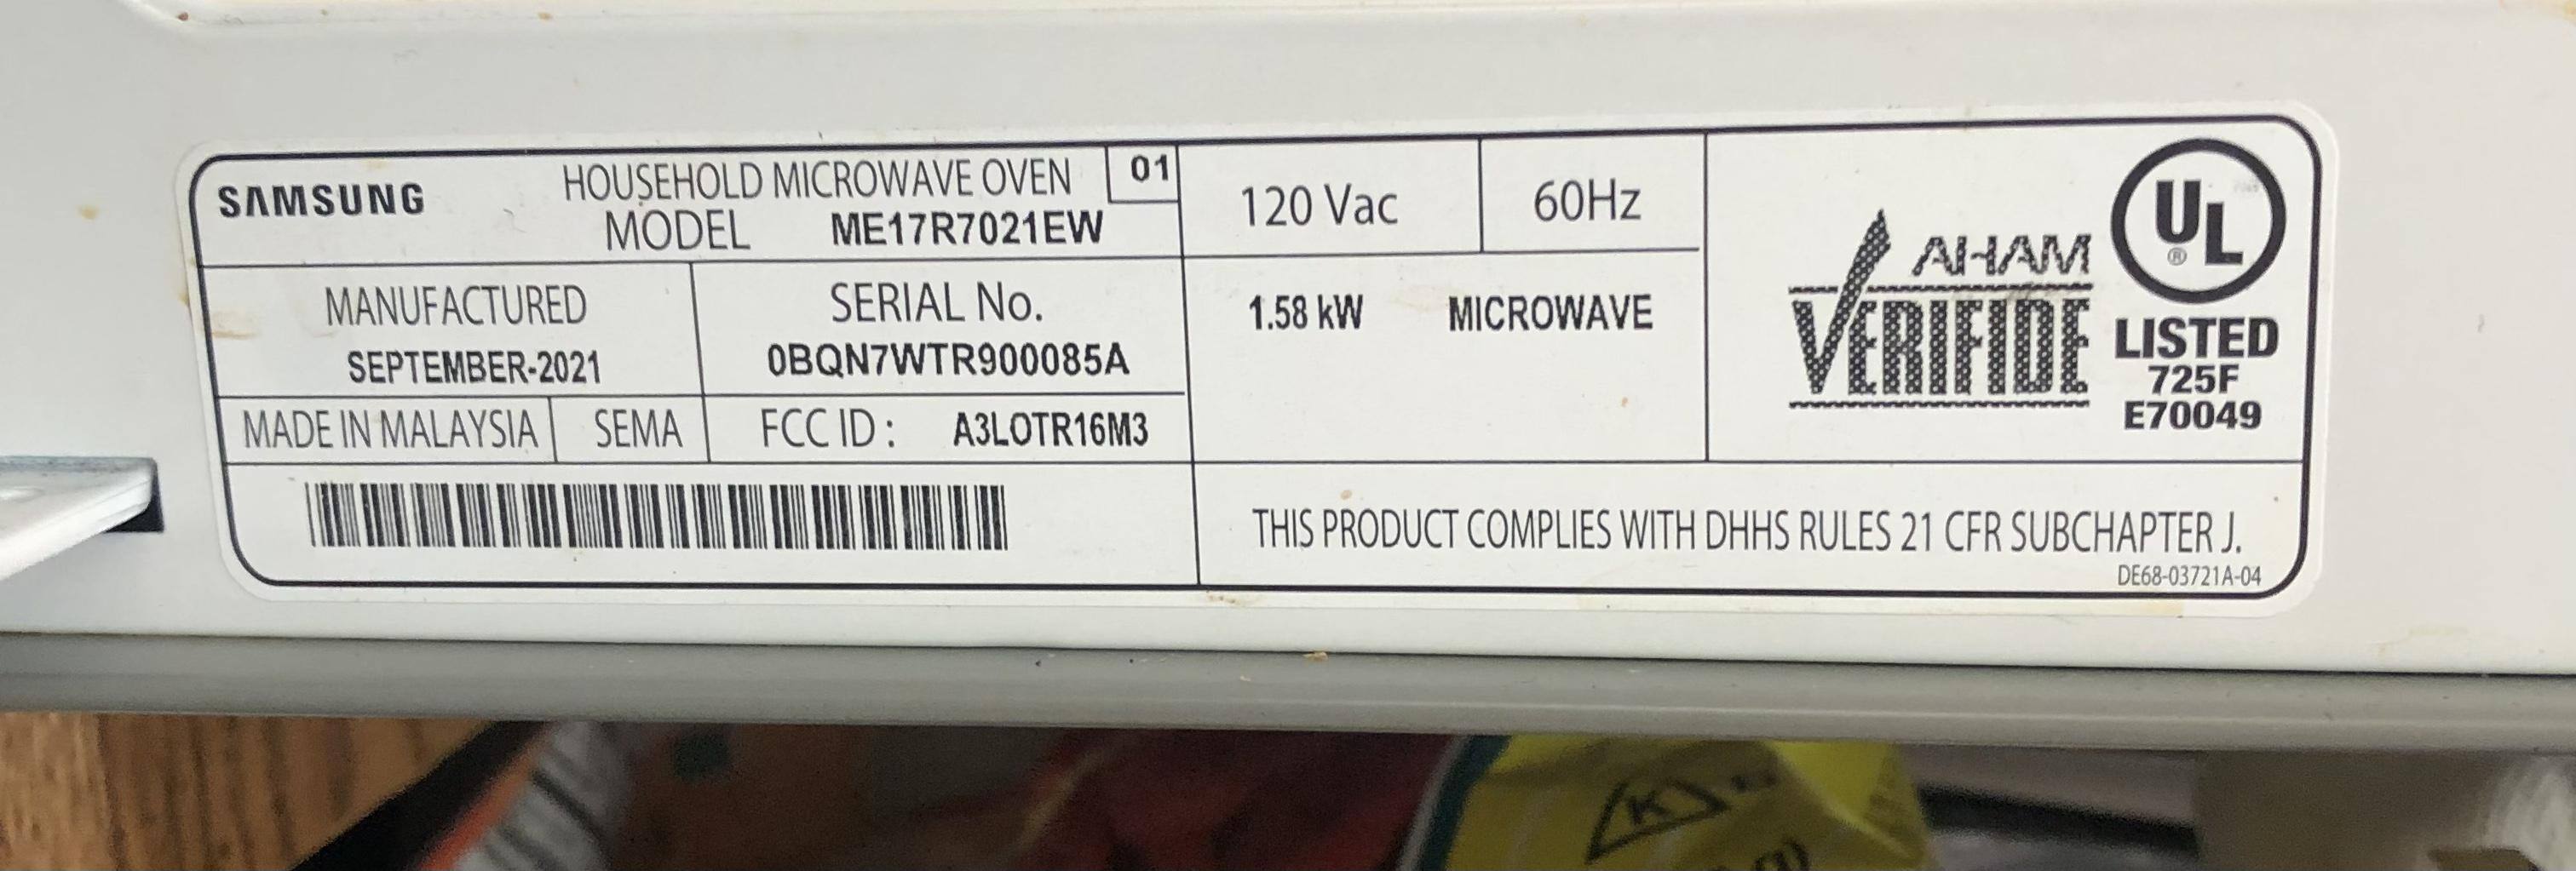 SAMSUNG
HOUSEHOLD MICROWAVE OVEN
01
MODEL ME17R7021EW
MANUFACTURED
SEPTEMBER-2021
SERIAL No.
0BQN7WTR900085A
MADE IN MALAYSIA
SEMA
FCC ID : A3LOTR16M3
120 Vac
60Hz
1.58 kW MICROWAVE
AHAM
VERIFIDE
UL
®
LISTED
725F
E70049
THIS PRODUCT COMPLIES WITH DHHS RULES 21 CFR SUBCHAPTER J.
DE68-03721A-04
K